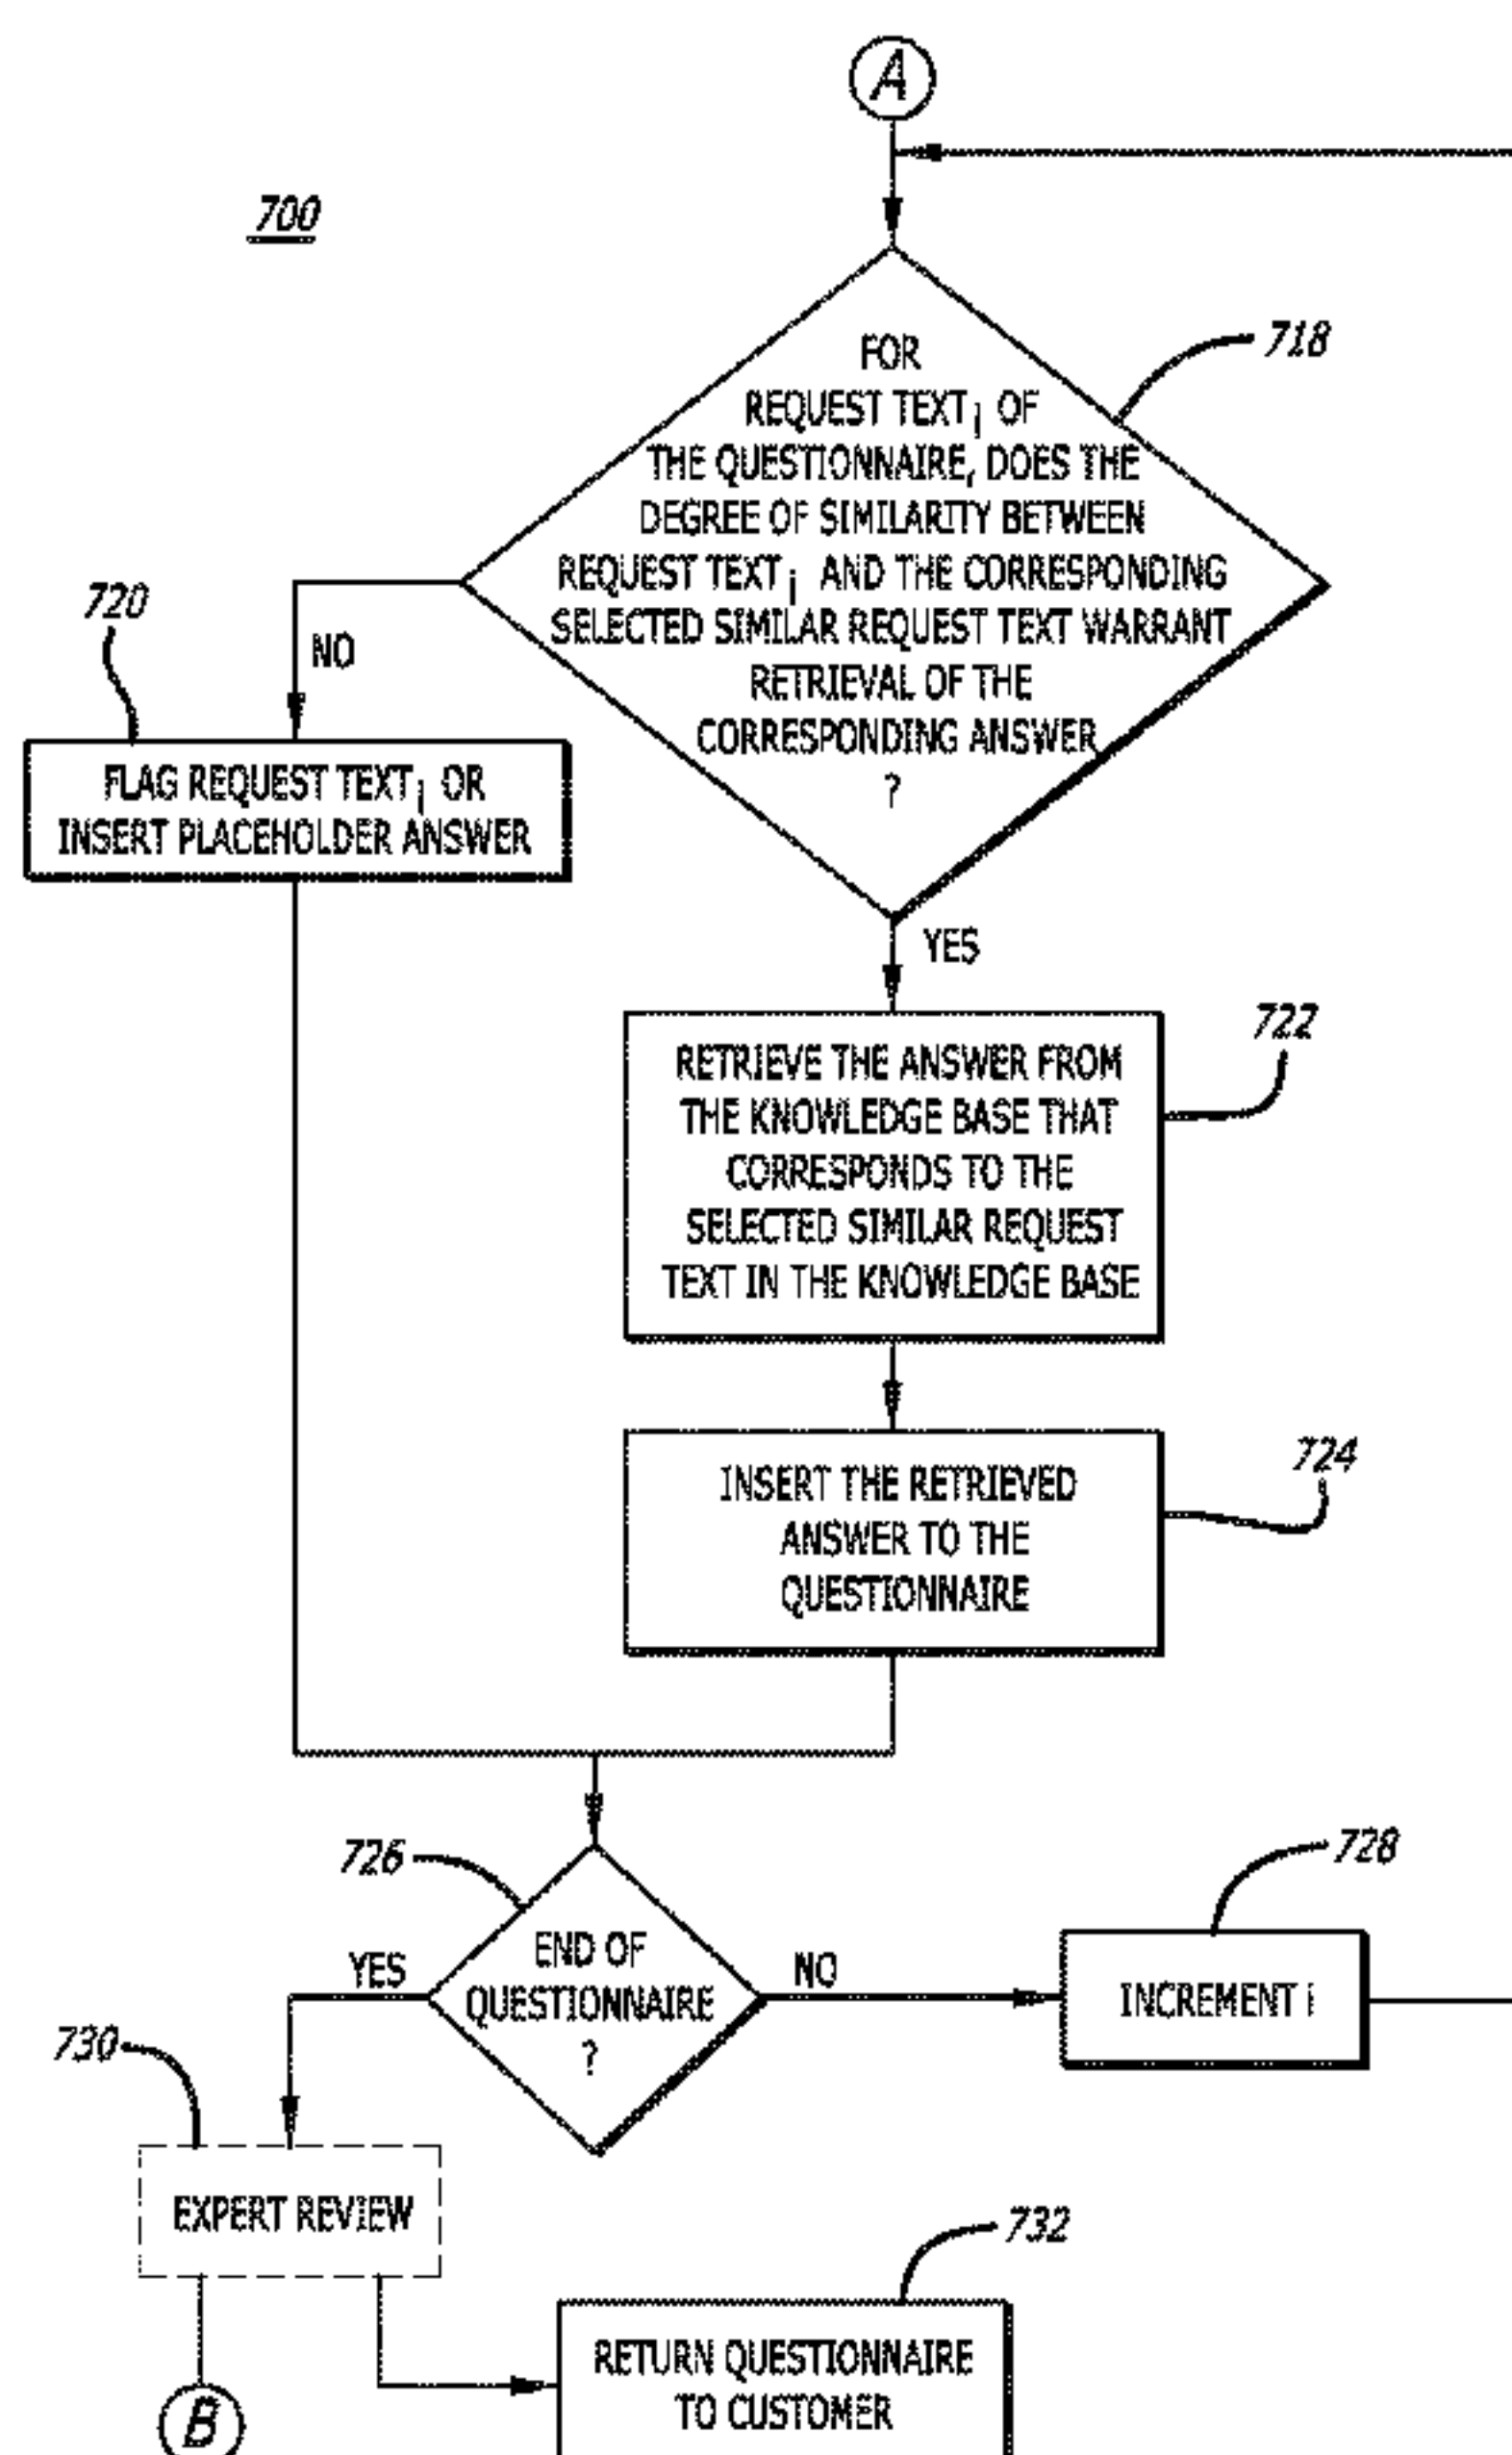 A
700
718
FOR
REQUEST TEXT i OF
THE QUESTIONNAIRE, DOES THE
DEGREE OF SIMILARITY BETWEEN
REQUEST TEXT i AND THE CORRESPONDING
SELECTED SIMILAR REQUEST TEXT WARRANT
RETRIEVAL OF THE
CORRESPONDING ANSWER
?
720
NO
FLAG REQUEST TEXT i OR
INSERT PLACEHOLDER ANSWER
YES
722
RETRIEVE THE ANSWER FROM
THE KNOWLEDGE BASE THAT
CORRESPONDS TO THE
SELECTED SIMILAR REQUEST
TEXT IN THE KNOWLEDGE BASE
724
INSERT THE RETRIEVED
ANSWER TO THE
QUESTIONNAIRE
726
END OF
QUESTIONNAIRE
?
YES
NO
728
INCREMENT i
730
EXPERT REVIEW
732
RETURN QUESTIONNAIRE
TO CUSTOMER
B